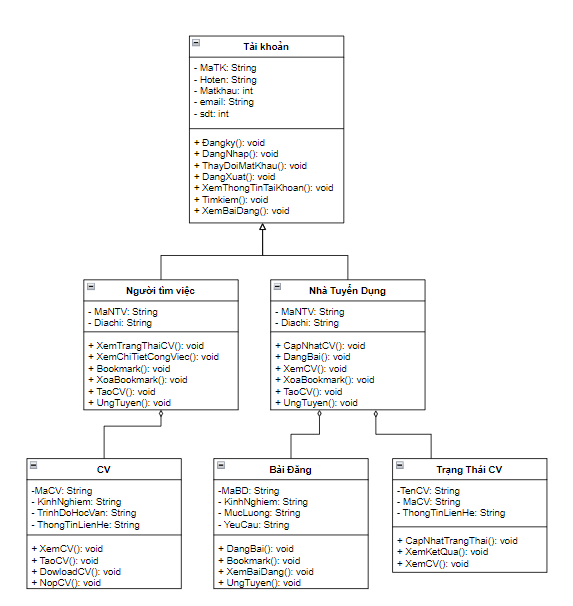 Tài khoản
- MaTK: String
- Hoten: String
- Matkhau: int
- email: String
- sdt: int
+ Đangky(): void
+ DangNhap(): void
+ ThayDoiMatKhau(): void
+ DangXuat(): void
+ XemThongTinTaiKhoan(): void
+ Timkiem(): void
+ XemBaiDang(): void
Người tìm việc
- MaNTV: String
- Diachi: String
+ XemTrangThaiCV(): void
+ XemChiTietCongViec(): void
+ Bookmark(): void
+ XoaBookmark(): void
+ TaoCV(): void
+ UngTuyen(): void
Nhà Tuyển Dụng
- MaNTV: String
- Diachi: String
+ CapNhatCV(): void
+ DangBai(): void
+ XemCV(): void
+ XoaBookmark(): void
+ TaoCV(): void
+ UngTuyen(): void
CV
-MaCV: String
- KinhNghiem: String
- TrinhDoHocVan: String
- ThongTinLienHe: String
+ XemCV(): void
+ TaoCV(): void
+ DowloadCV(): void
+ NopCV(): void
Bài Đăng
-MaBD: String
- KinhNghiem: String
- MucLuong: String
- YeuCau: String
+ DangBai(): void
+ Bookmark(): void
+ XemBaiDang(): void
+ UngTuyen(): void
Trạng Thái CV
-TenCV: String
- MaCV: String
- ThongTinLienHe: String
+ CapNhatTrangThai(): void
+ XemKetQua(): void
+ XemCV(): void